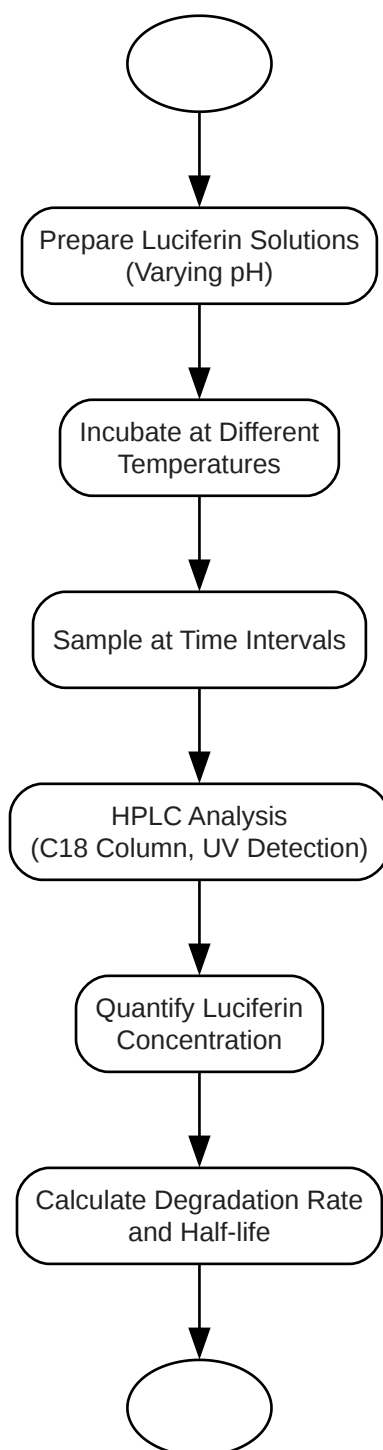 Prepare Luciferin Solutions
(Varying pH)
Incubate at Different
Temperatures
Sample at Time Intervals
HPLC Analysis
(C18 Column, UV Detection)
Quantify Luciferin
Concentration
Calculate Degradation Rate
and Half-life